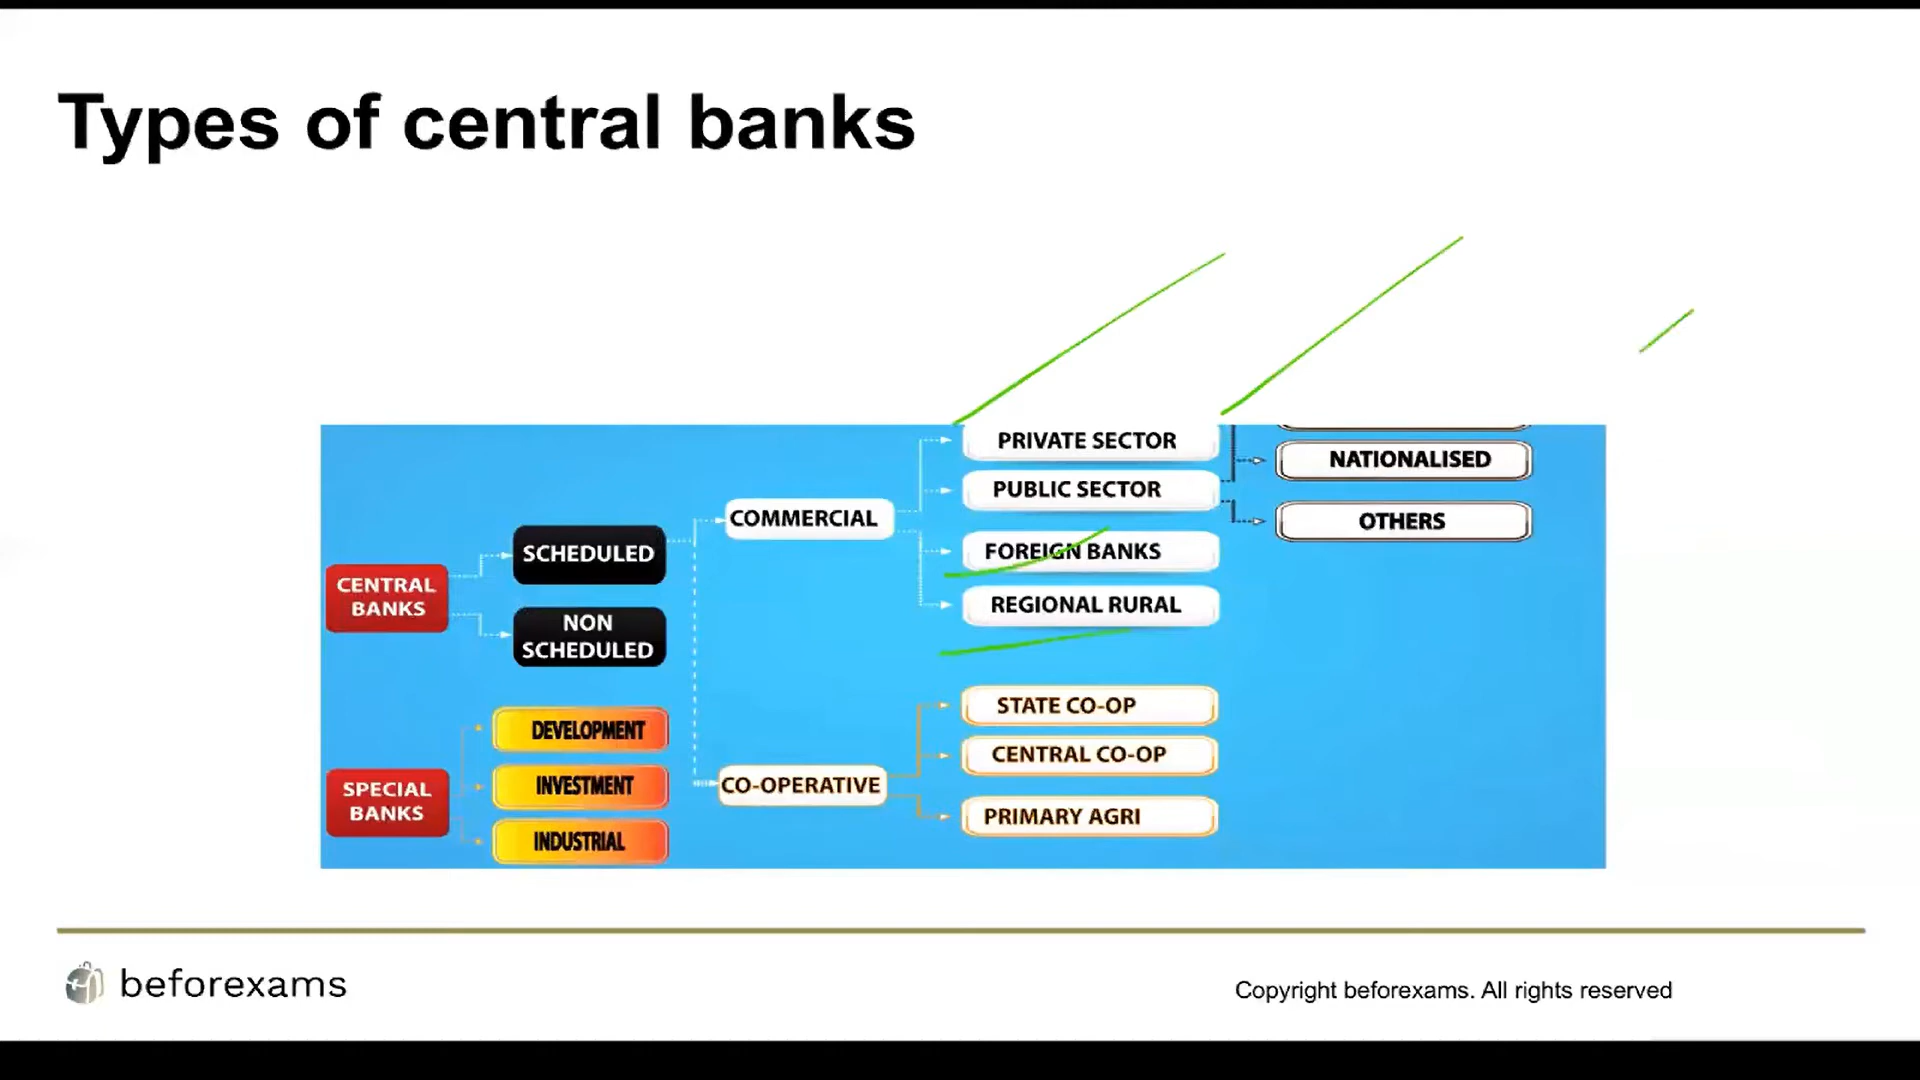 Types of central banks
CENTRAL
BANKS
SCHEDULED
NON
SCHEDULED
COMMERCIAL
PRIVATE SECTOR
PUBLIC SECTOR
FOREIGN BANKS
REGIONAL RURAL
NATIONALISED
OTHERS
SPECIAL
BANKS
DEVELOPMENT
INVESTMENT
INDUSTRIAL
CO-OPERATIVE
STATE CO-OP
CENTRAL CO-OP
PRIMARY AGRI
beforexams
Copyright beforexams. All rights reserved